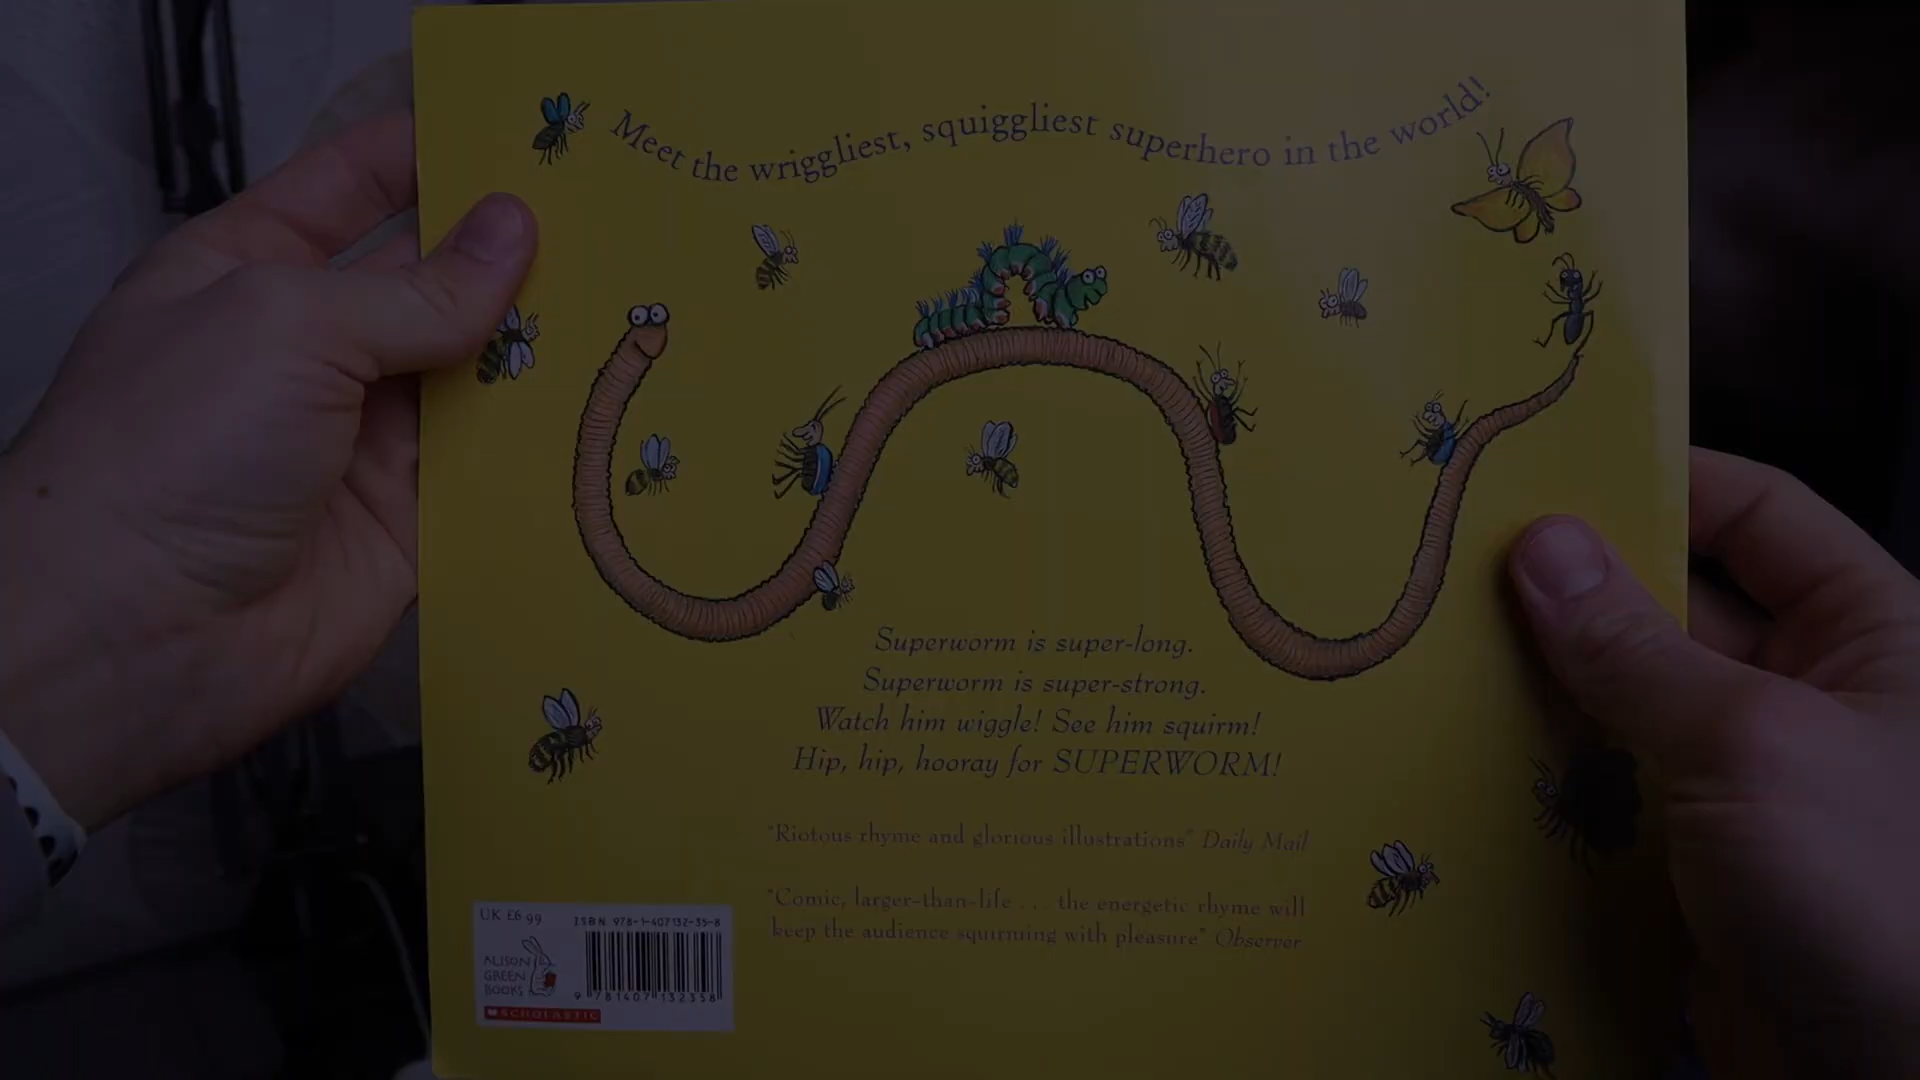 Meet the wriggliest, squiggliest superhero in the world!
Superworm is super-long.
Superworm is super-strong.
Watch him wiggle! See him squirm!
Hip, hip, hooray for SUPERWORM!
"Riotous rhyme and glorious illustrations" Daily Mail
"Comic, larger-than-life . . . the energetic rhyme will
keep the audience squirming with pleasure" Observer
UK £6.99
ISBN 978-1-407132-35-8
ALISON
GREEN
BOOKS
SCHOLASTIC
9 781407 132358